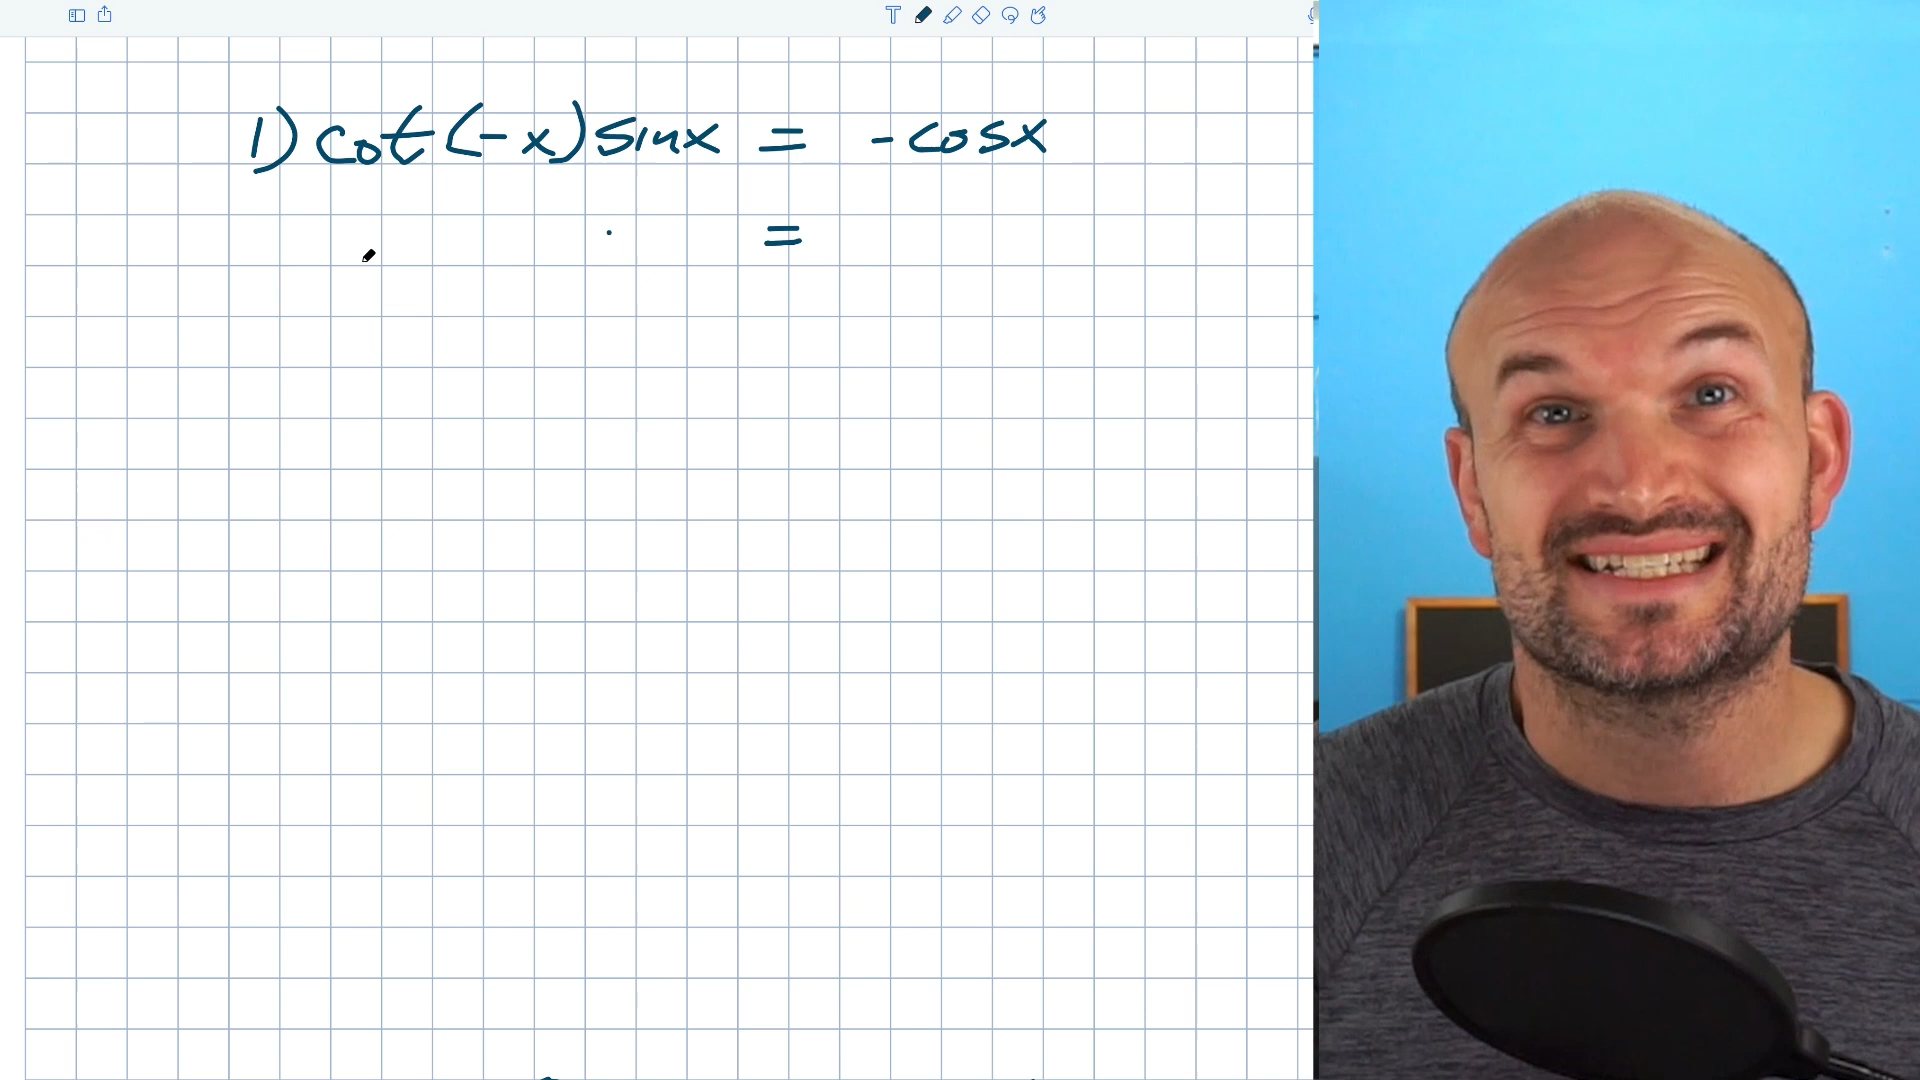 1) cot(-x)sinx = -cosx
· =